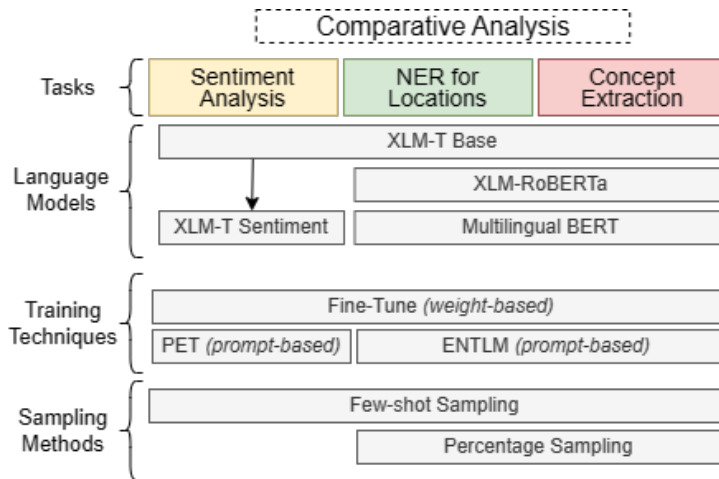 Comparative Analysis
Tasks
Sentiment
Analysis
NER for
Locations
Concept
Extraction
Language
Models
XLM-T Base
XLM-RoBERTa
XLM-T Sentiment
Multilingual BERT
Training
Techniques
Fine-Tune (weight-based)
PET (prompt-based)
ENTLM (prompt-based)
Sampling
Methods
Few-shot Sampling
Percentage Sampling